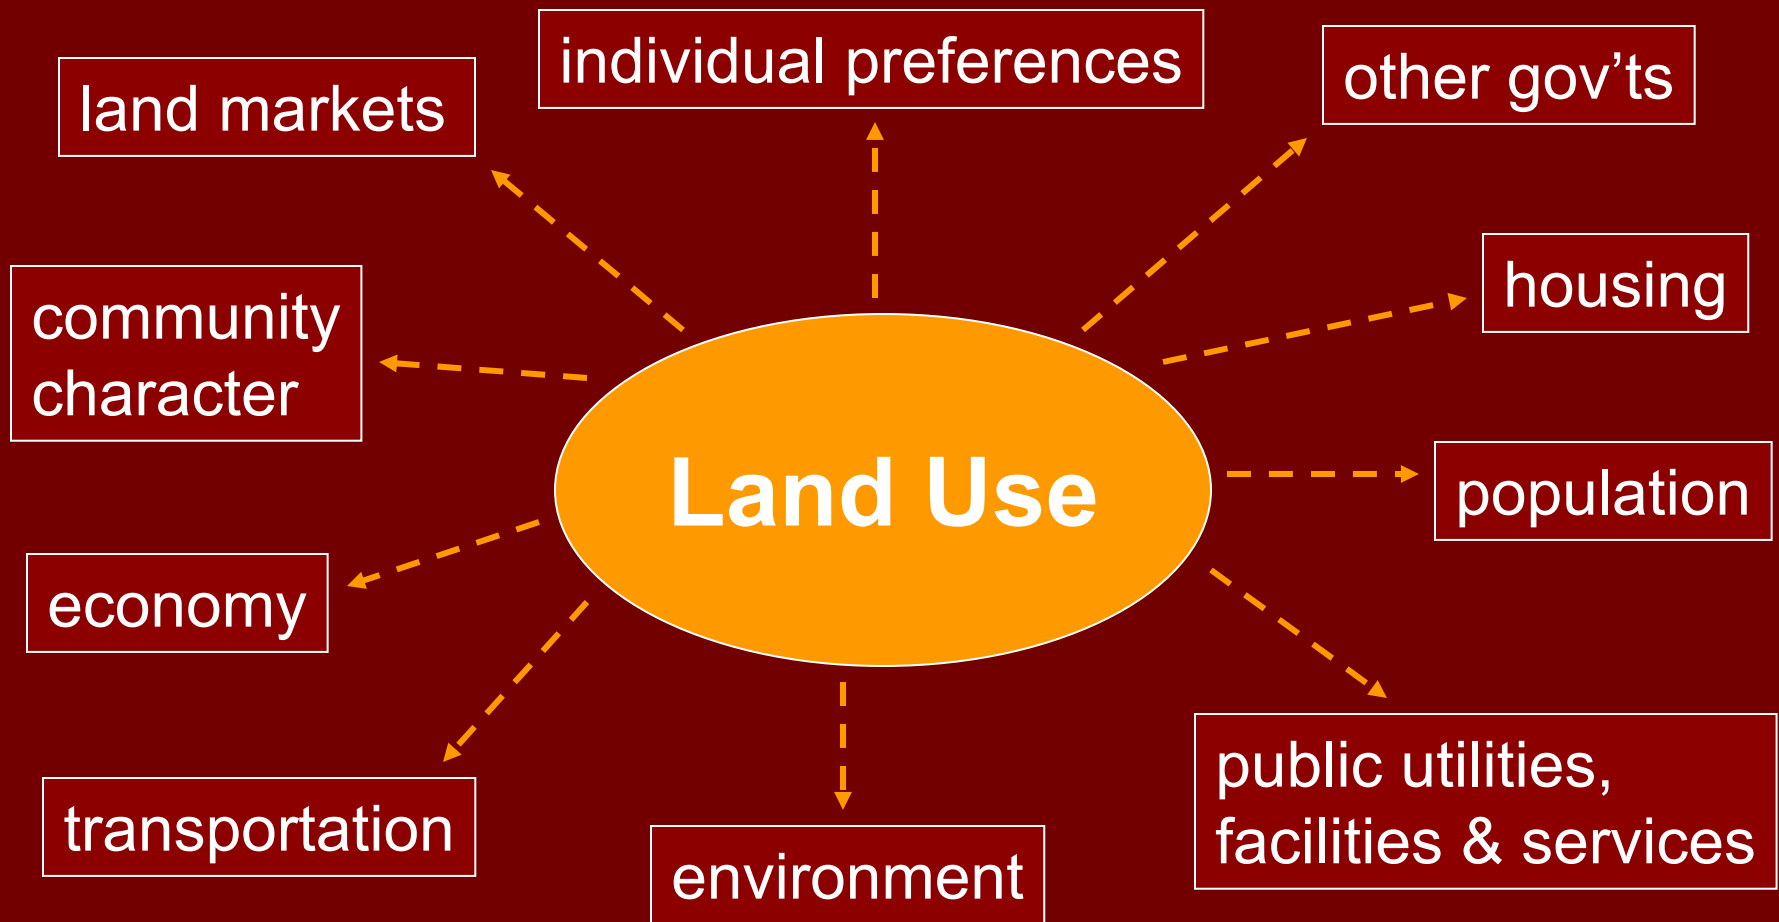 individual preferences
other gov’ts
land markets
housing
community
character
Land Use
population
economy
public utilities,
facilities & services
transportation
environment